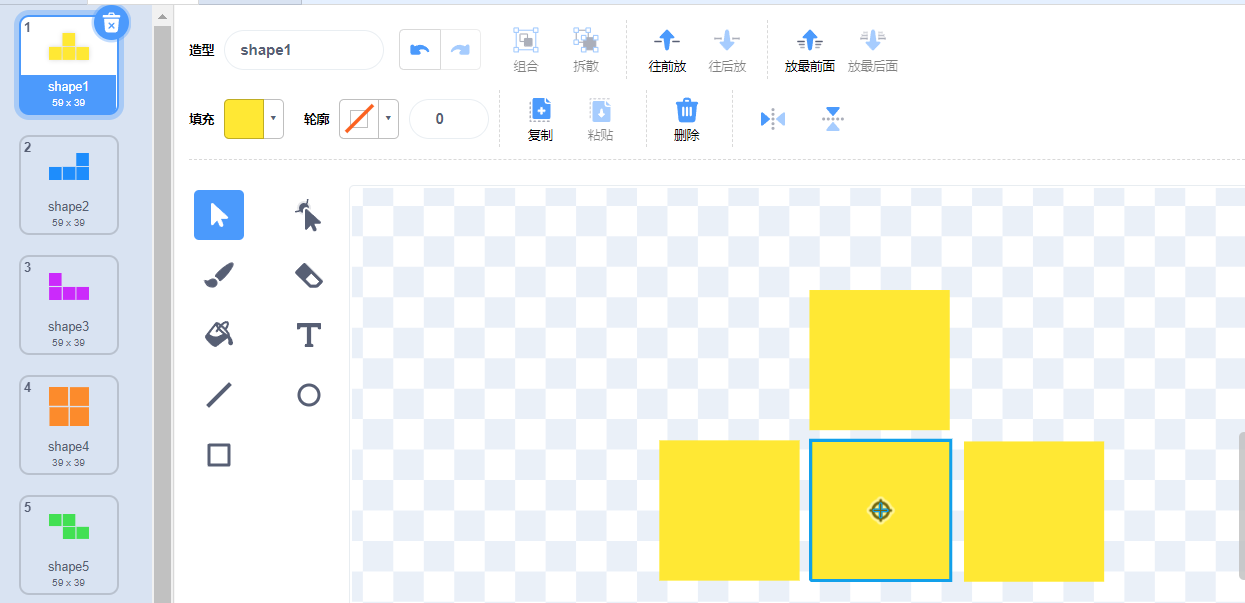 1
shape1
59 x 39
2
shape2
59 x 39
3
shape3
59 x 39
4
shape4
39 x 39
5
shape5
59 x 39
造型 shape1
组合 拆散 往前放 往后放 放最前面 放最后面
填充 轮廓 0
复制 粘贴 删除
T